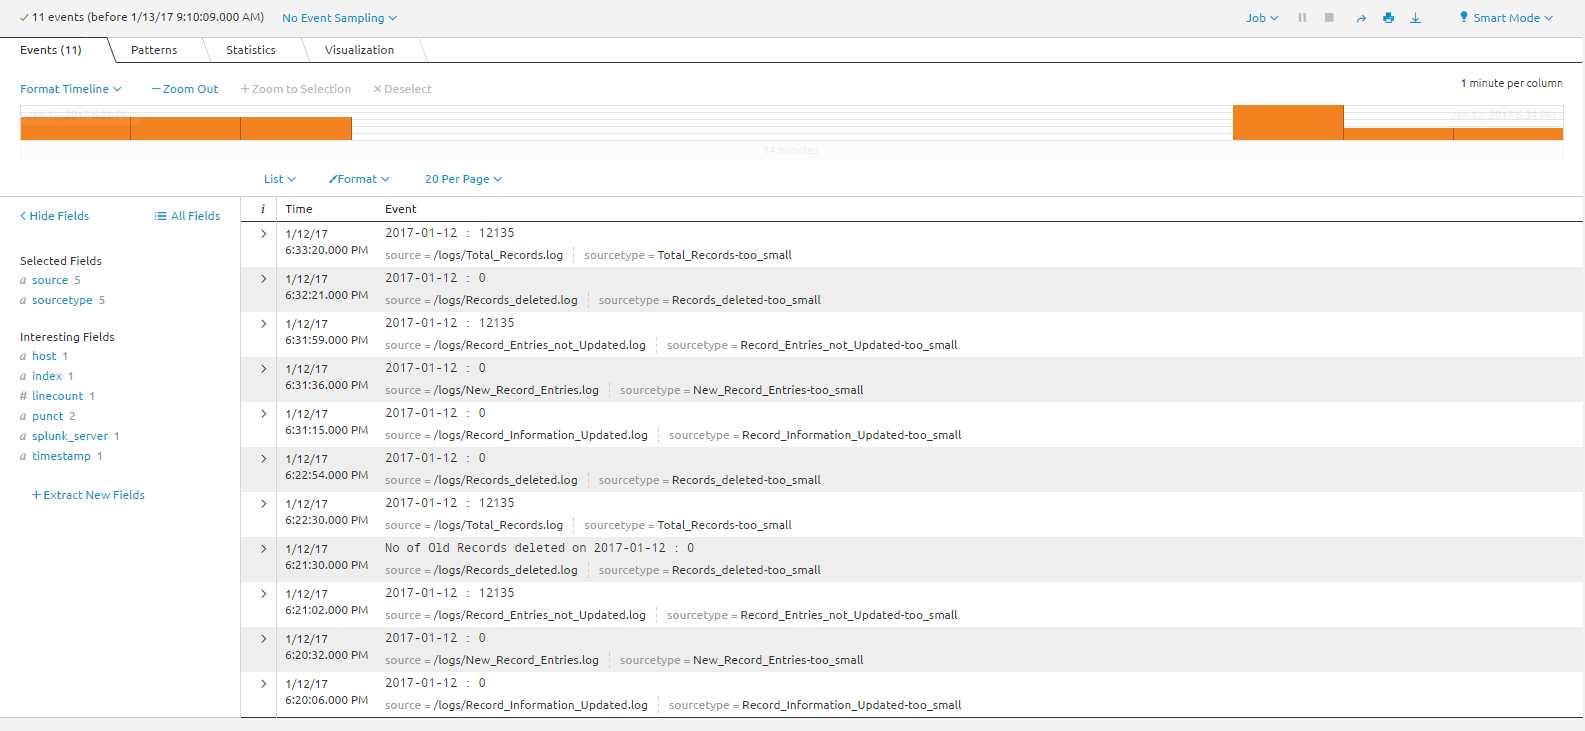 ✓ 11 events (before 1/13/17 9:10:09.000 AM) No Event Sampling Job Smart Mode
Events (11) Patterns Statistics Visualization
Format Timeline — Zoom Out + Zoom to Selection × Deselect 1 minute per column
Jan 12, 2017 6:20 PM Jan 12, 2017 6:34 PM
14 minutes
List Format 20 Per Page
Hide Fields All Fields i Time Event
Selected Fields
a source 5
a sourcetype 5
Interesting Fields
a host 1
a index 1
# linecount 1
a punct 2
a splunk_server 1
a timestamp 1
+ Extract New Fields
1/12/17 2017-01-12 : 12135
6:33:20.000 PM source = /logs/Total_Records.log sourcetype = Total_Records-too_small
1/12/17 2017-01-12 : 0
6:32:21.000 PM source = /logs/Records_deleted.log sourcetype = Records_deleted-too_small
1/12/17 2017-01-12 : 12135
6:31:59.000 PM source = /logs/Record_Entries_not_Updated.log sourcetype = Record_Entries_not_Updated-too_small
1/12/17 2017-01-12 : 0
6:31:36.000 PM source = /logs/New_Record_Entries.log sourcetype = New_Record_Entries-too_small
1/12/17 2017-01-12 : 0
6:31:15.000 PM source = /logs/Record_Information_Updated.log sourcetype = Record_Information_Updated-too_small
1/12/17 2017-01-12 : 0
6:22:54.000 PM source = /logs/Records_deleted.log sourcetype = Records_deleted-too_small
1/12/17 2017-01-12 : 12135
6:22:30.000 PM source = /logs/Total_Records.log sourcetype = Total_Records-too_small
1/12/17 No of Old Records deleted on 2017-01-12 : 0
6:21:30.000 PM source = /logs/Records_deleted.log sourcetype = Records_deleted-too_small
1/12/17 2017-01-12 : 12135
6:21:02.000 PM source = /logs/Record_Entries_not_Updated.log sourcetype = Record_Entries_not_Updated-too_small
1/12/17 2017-01-12 : 0
6:20:32.000 PM source = /logs/New_Record_Entries.log sourcetype = New_Record_Entries-too_small
1/12/17 2017-01-12 : 0
6:20:06.000 PM source = /logs/Record_Information_Updated.log sourcetype = Record_Information_Updated-too_small